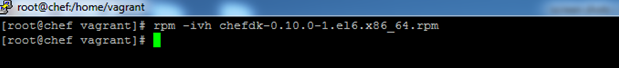 root@chef:/home/vagrant
[root@chef vagrant]# rpm -ivh chefdk-0.10.0-1.el6.x86_64.rpm
[root@chef vagrant]#